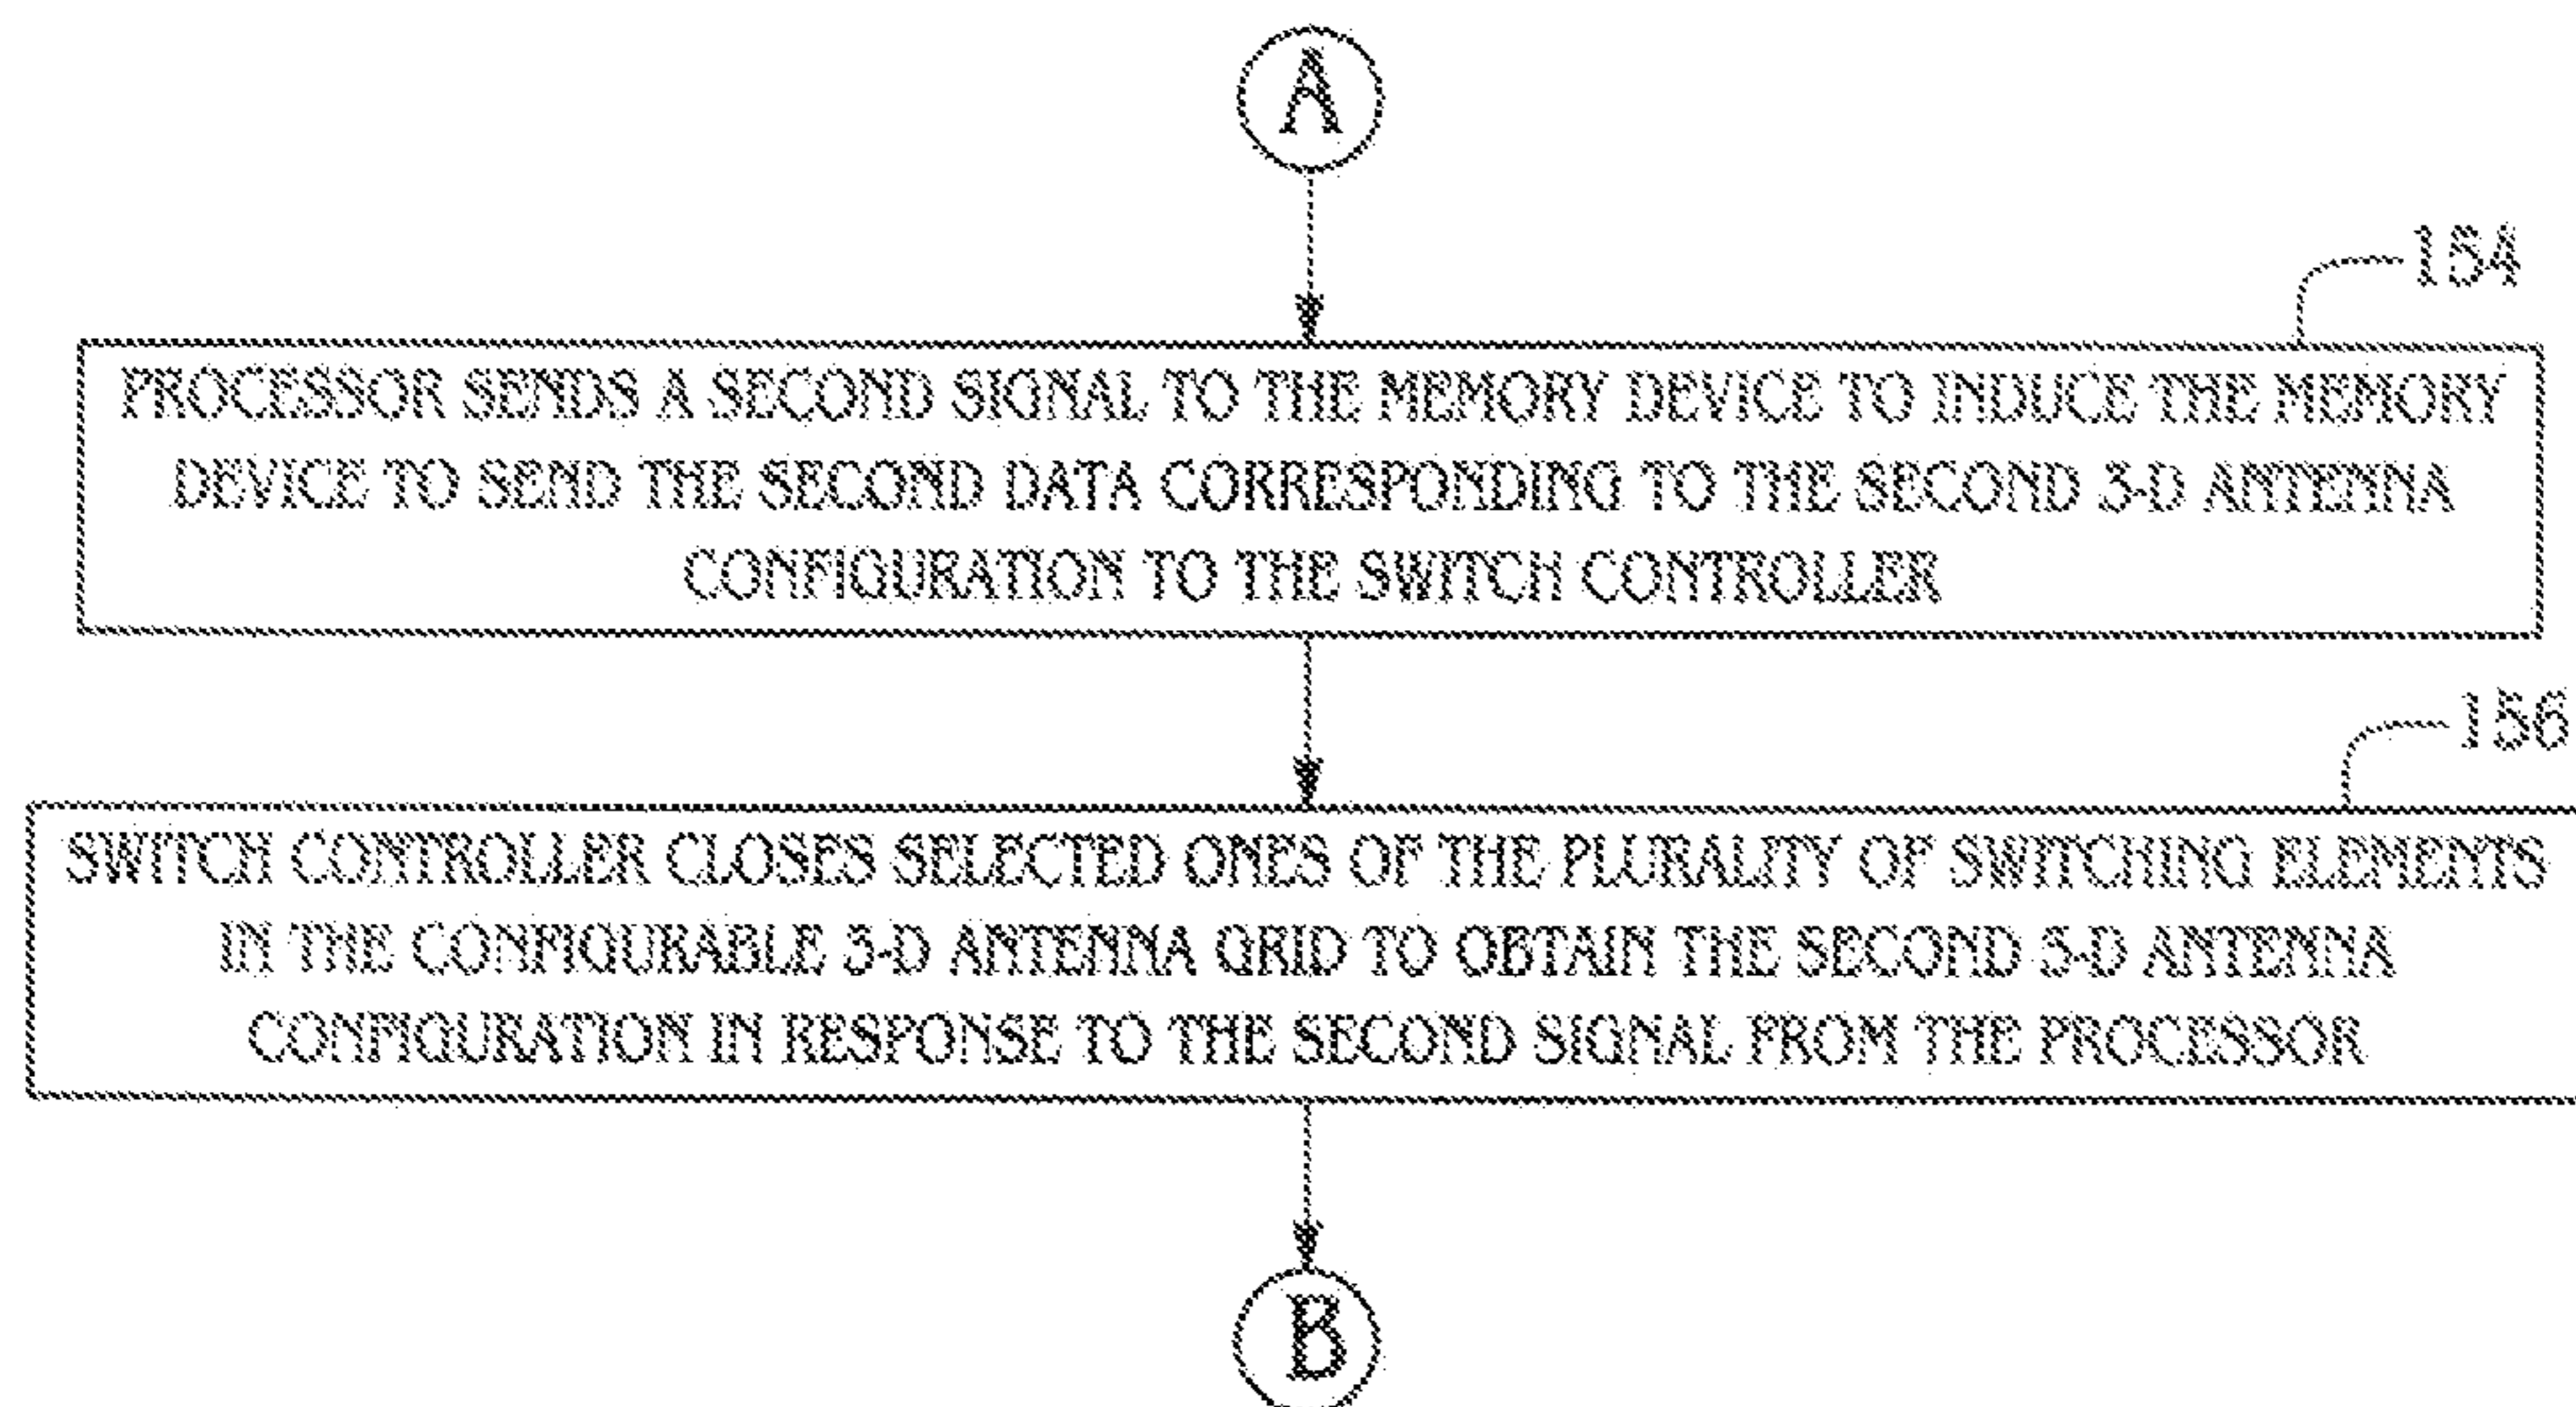 A
154
PROCESSOR SENDS A SECOND SIGNAL TO THE MEMORY DEVICE TO INDUCE THE MEMORY
DEVICE TO SEND THE SECOND DATA CORRESPONDING TO THE SECOND 3-D ANTENNA
CONFIGURATION TO THE SWITCH CONTROLLER
156
SWITCH CONTROLLER CLOSES SELECTED ONES OF THE PLURALITY OF SWITCHING ELEMENTS
IN THE CONFIGURABLE 3-D ANTENNA GRID TO OBTAIN THE SECOND 3-D ANTENNA
CONFIGURATION IN RESPONSE TO THE SECOND SIGNAL FROM THE PROCESSOR
B